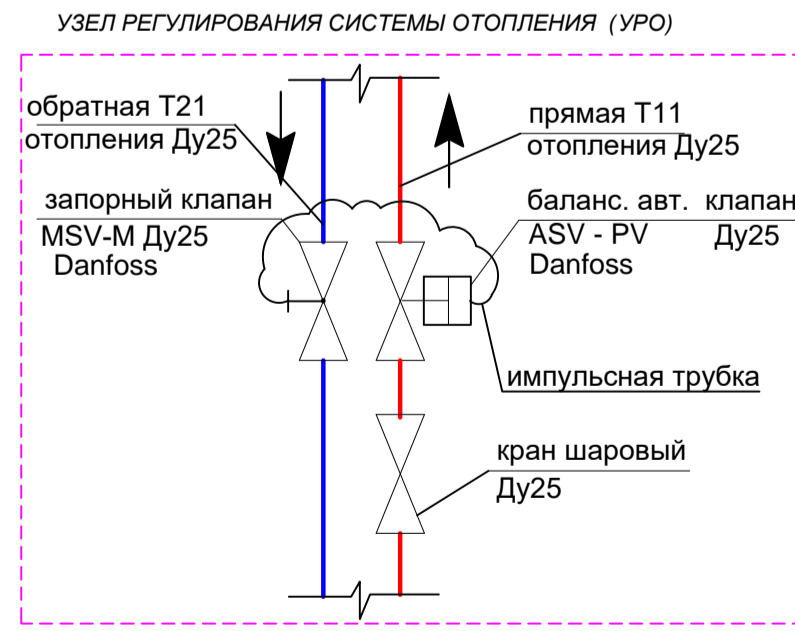 УЗЕЛ РЕГУЛИРОВАНИЯ СИСТЕМЫ ОТОПЛЕНИЯ (УРО)
обратная Т21
отопления Ду25
прямая Т11
отопления Ду25
запорный клапан
MSV-M Ду25
Danfoss
баланс. авт. клапан
ASV - PV Ду25
Danfoss
импульсная трубка
кран шаровый
Ду25